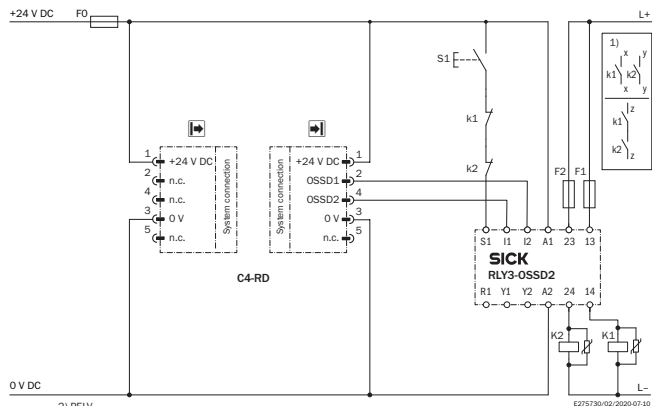 +24 V DC F0 L+
1)
x y
k1 k2
x y
z
k1
k2
z
S1
k1
k2
F2 F1
1 +24 V DC
2 n.c.
4 n.c.
3 0 V
5 n.c.
System connection
System connection
+24 V DC 1
OSSD1 2
OSSD2 4
0 V 3
n.c. 5
C4-RD
S1 I1 I2 A1 23 13
SICK
RLY3-OSSD2
R1 Y1 Y2 A2 24 14
K2 K1
0 V DC L–
E275730/02/2020-07-10